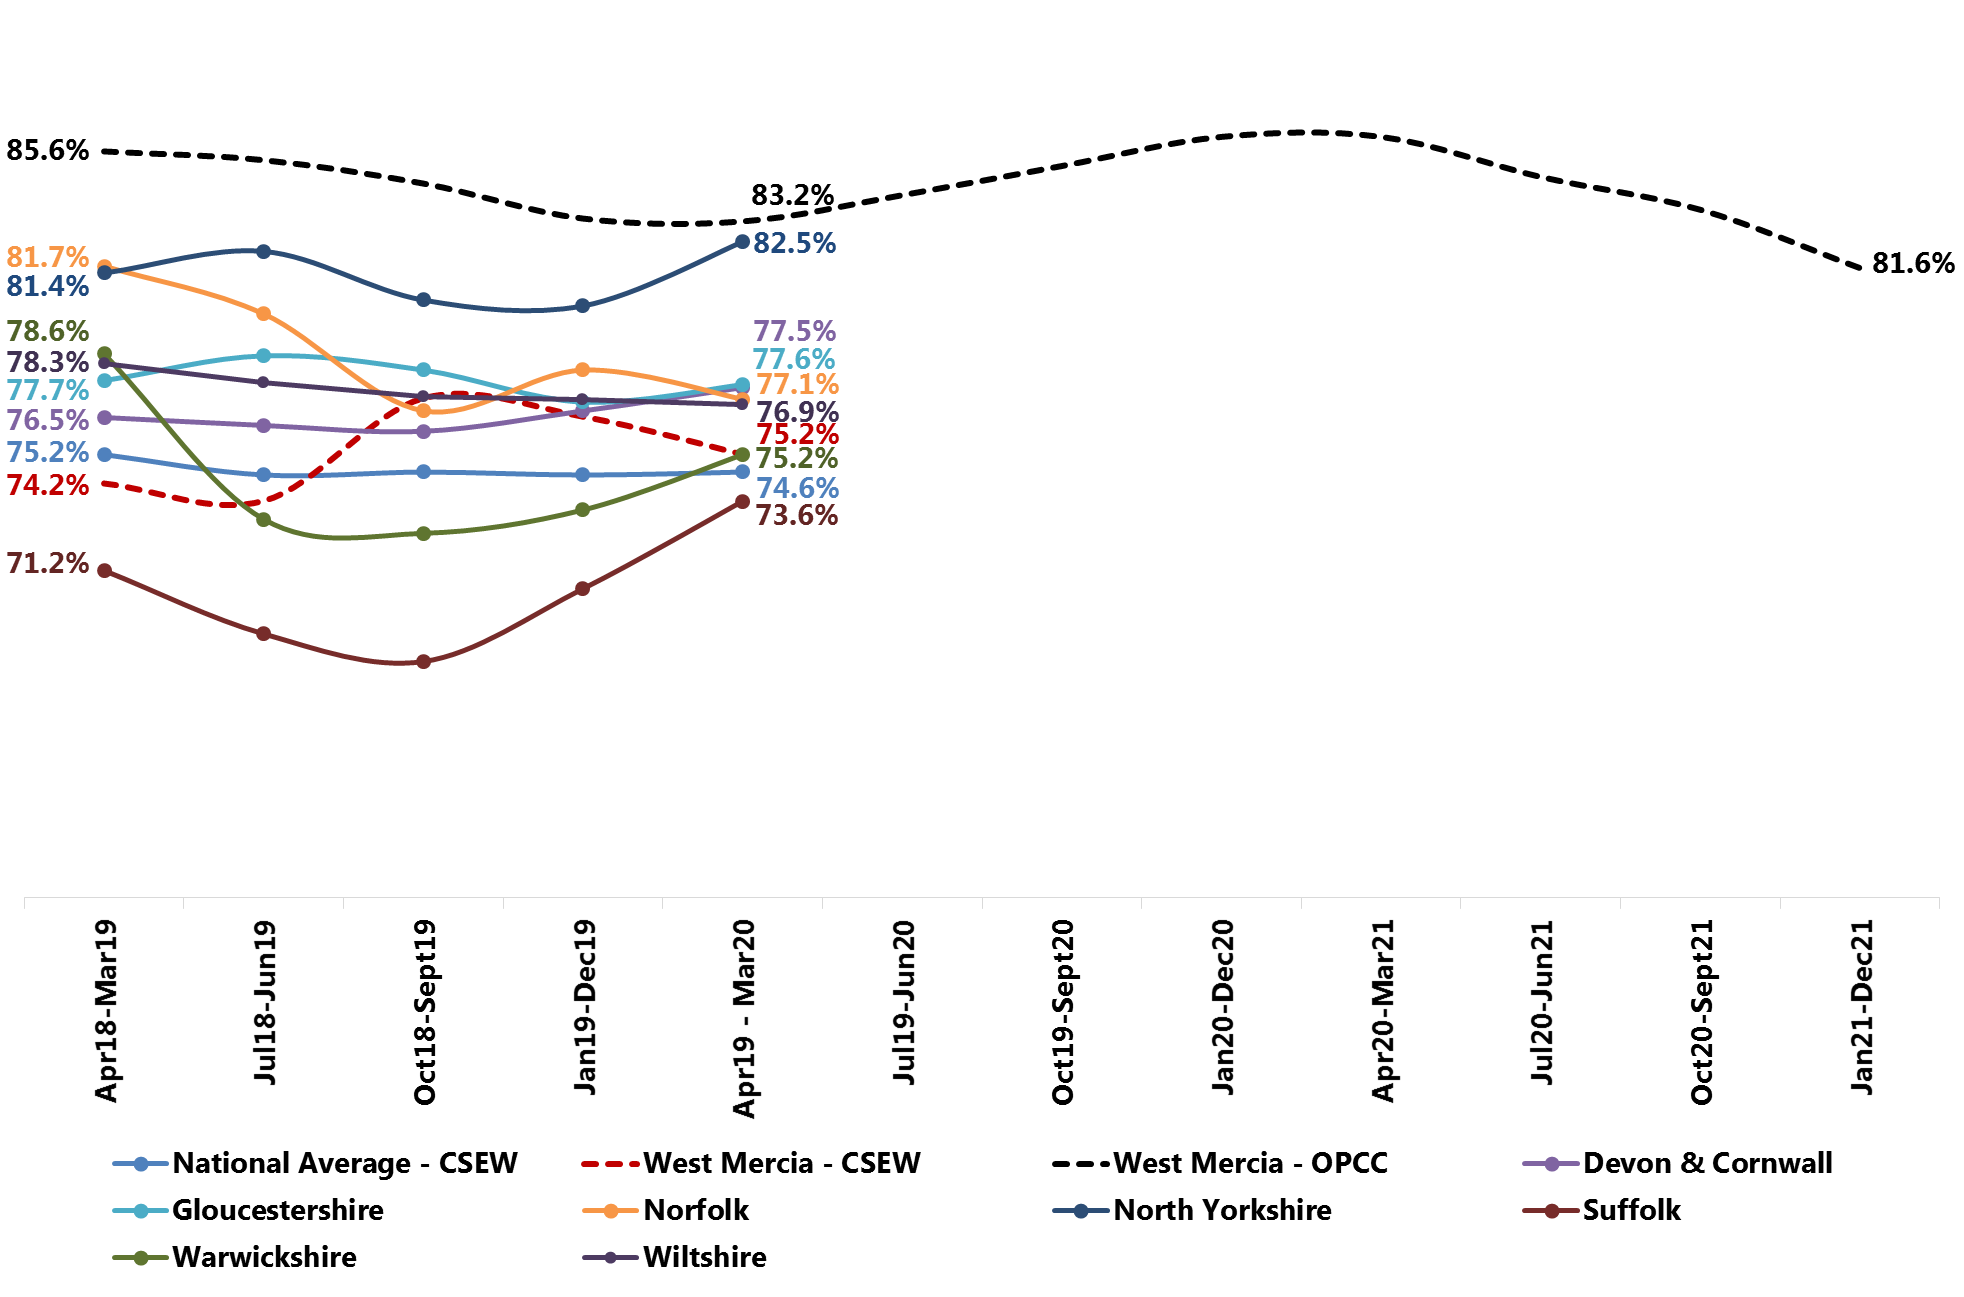 85.6%
83.2%
82.5%
81.6%
81.7%
81.4%
78.6%
78.3%
77.7%
76.5%
75.2%
74.2%
71.2%
77.5%
77.6%
77.1%
76.9%
75.2%
75.2%
74.6%
73.6%
Apr18-Mar19
Jul18-Jun19
Oct18-Sept19
Jan19-Dec19
Apr19 - Mar20
Jul19-Jun20
Oct19-Sept20
Jan20-Dec20
Apr20-Mar21
Jul20-Jun21
Oct20-Sept21
Jan21-Dec21
National Average - CSEW
West Mercia - CSEW
West Mercia - OPCC
Devon & Cornwall
Gloucestershire
Norfolk
North Yorkshire
Suffolk
Warwickshire
Wiltshire